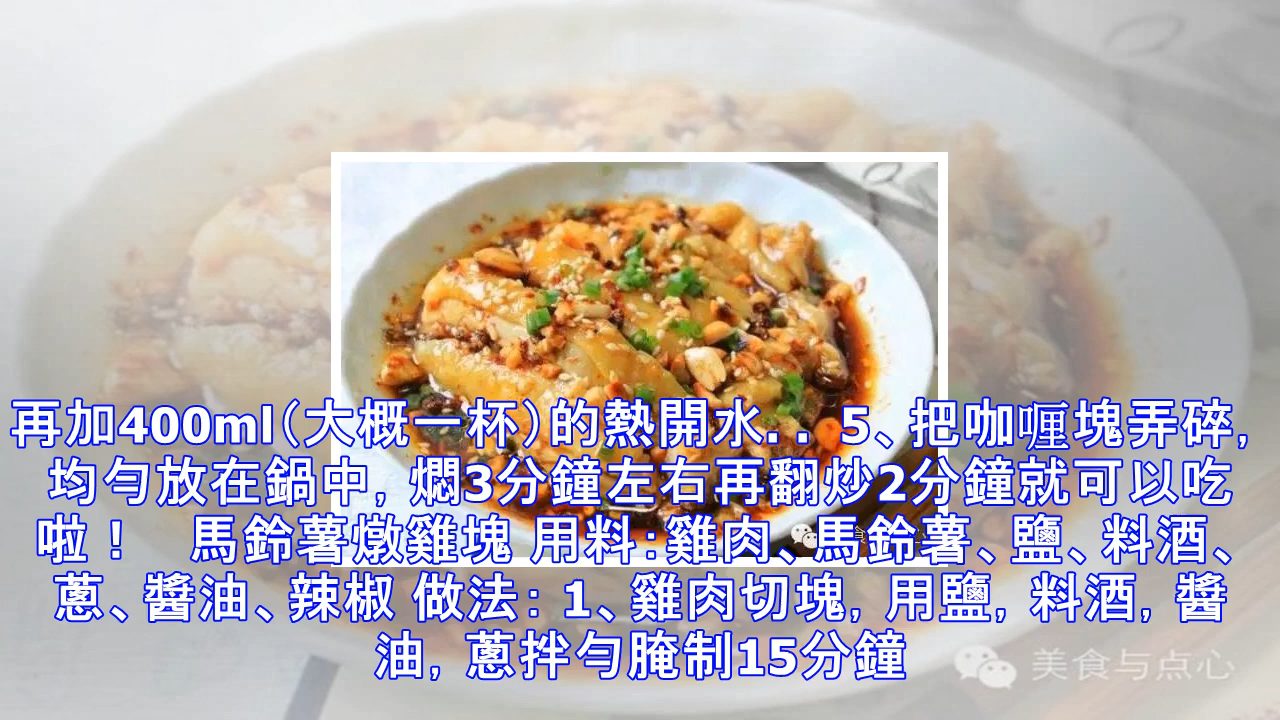 再加400ml(大概一杯)的熱開水.. 5、把咖喱塊弄碎,
均勻放在鍋中, 燜3分鐘左右再翻炒2分鐘就可以吃
啦！ 馬鈴薯燉雞塊 用料:雞肉、馬鈴薯、鹽、料酒、
蔥、醬油、辣椒 做法: 1、雞肉切塊, 用鹽, 料酒, 醬
油, 蔥拌勻腌制15分鐘
美食与点心